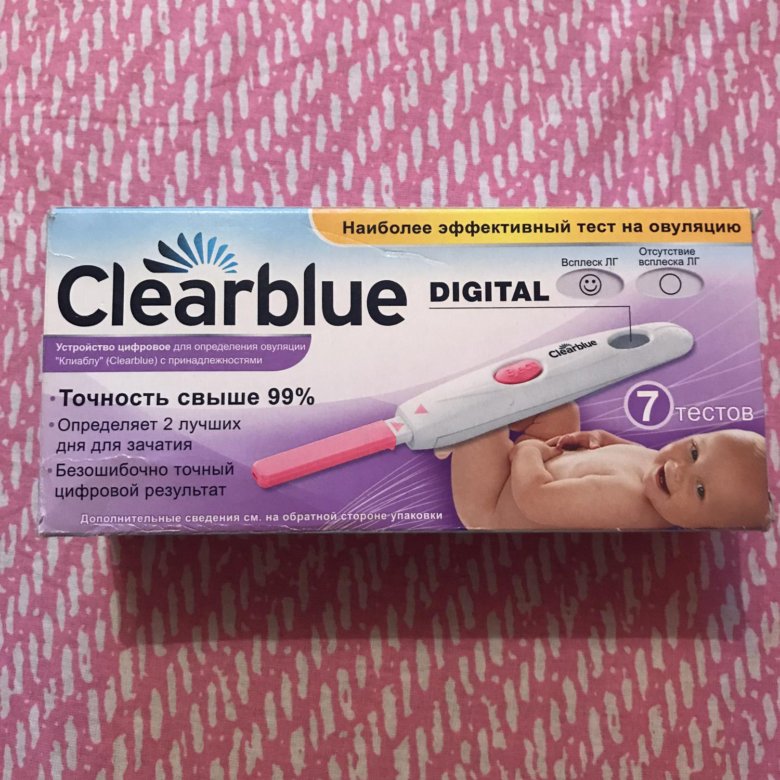 Наиболее эффективный тест на овуляцию
Clearblue DIGITAL
Всплеск ЛГ
Отсутствие
всплеска ЛГ
Устройство цифровое для определения овуляции
"Клиаблу" (Clearblue) с принадлежностями
Clearblue
• Точность свыше 99%
• Определяет 2 лучших
дня для зачатия
• Безошибочно точный
цифровой результат
7 тестов
Дополнительные сведения см. на обратной стороне упаковки